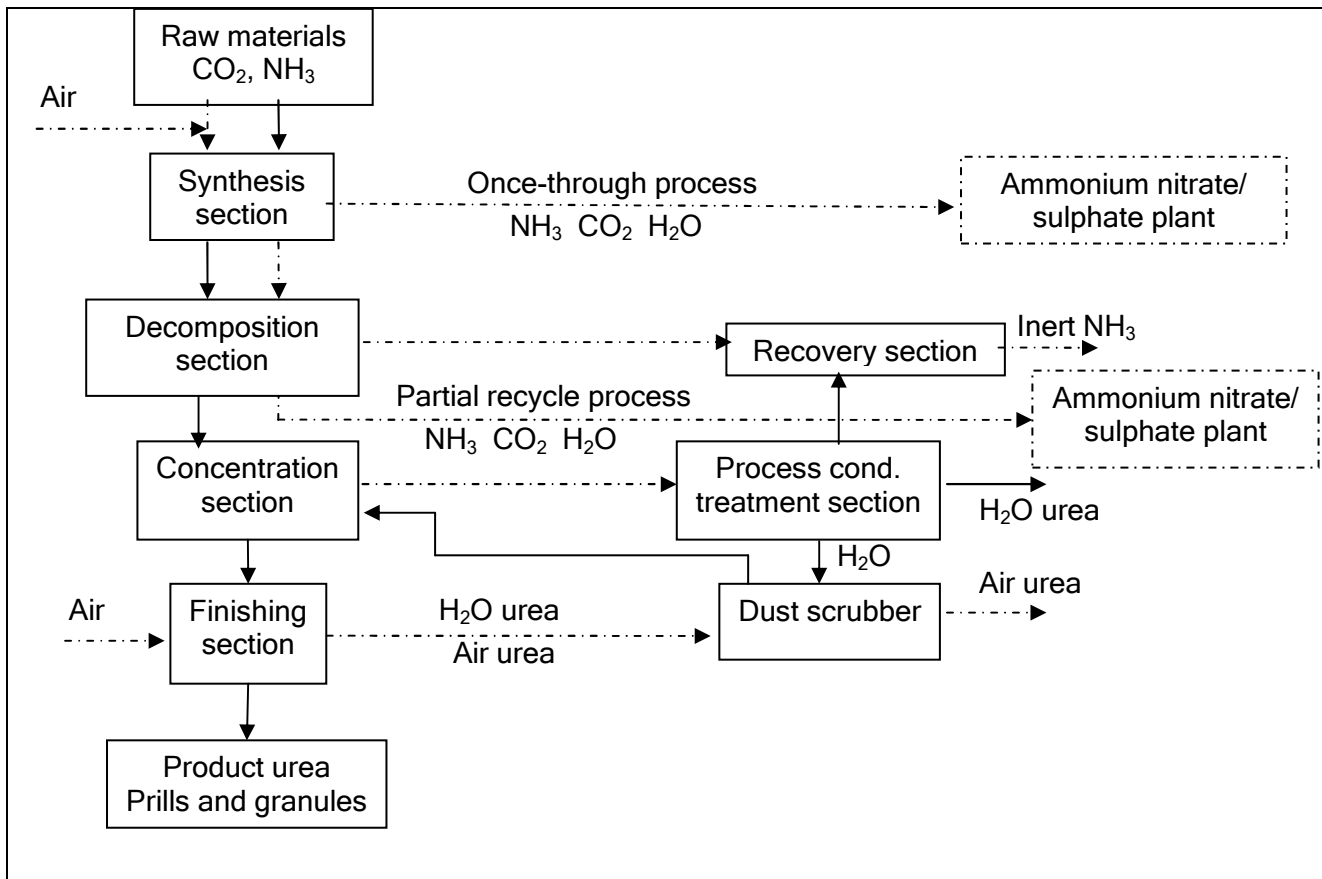 Raw materials
CO₂, NH₃
Air
Synthesis
section
Once-through process
NH₃ CO₂ H₂O
Ammonium nitrate/
sulphate plant
Decomposition
section
Recovery section
Inert NH₃
Partial recycle process
NH₃ CO₂ H₂O
Ammonium nitrate/
sulphate plant
Concentration
section
Process cond.
treatment section
H₂O urea
H₂O
Air
Finishing
section
H₂O urea
Air urea
Dust scrubber
Air urea
Product urea
Prills and granules